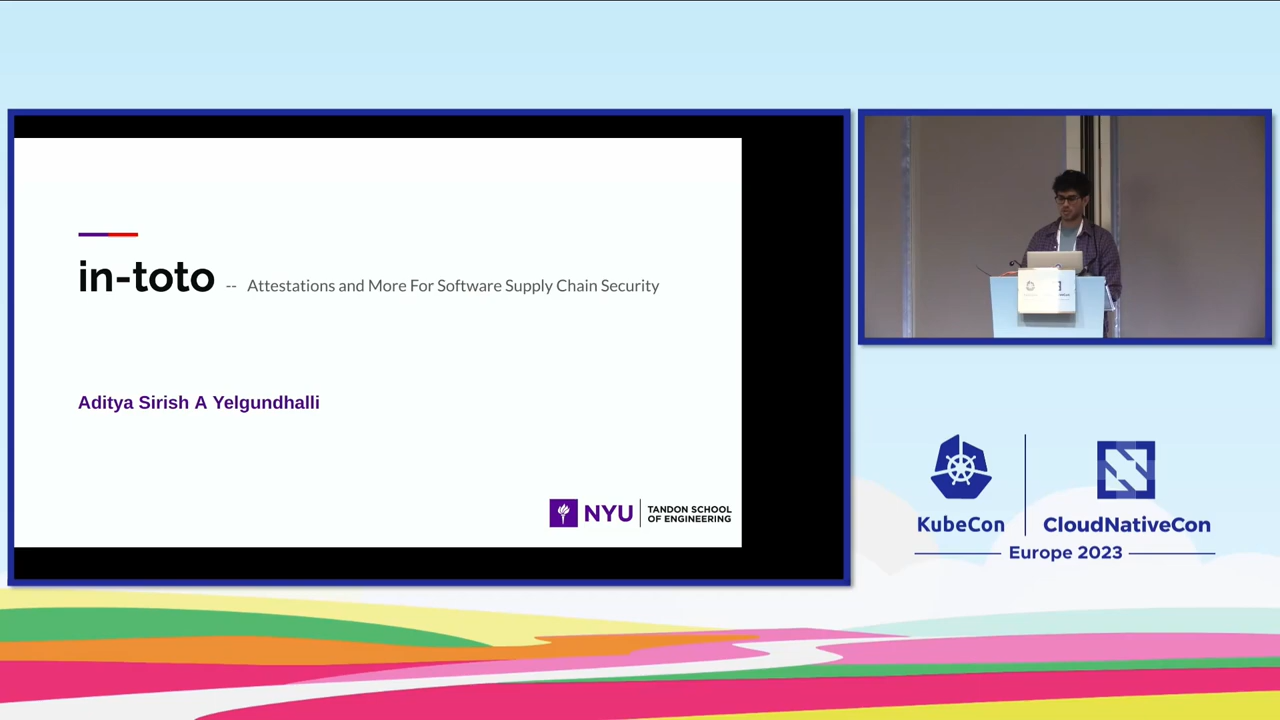 in-toto -- Attestations and More For Software Supply Chain Security
Aditya Sirish A Yelgundhalli
NYU TANDON SCHOOL
OF ENGINEERING
KubeCon CloudNativeCon
Europe 2023